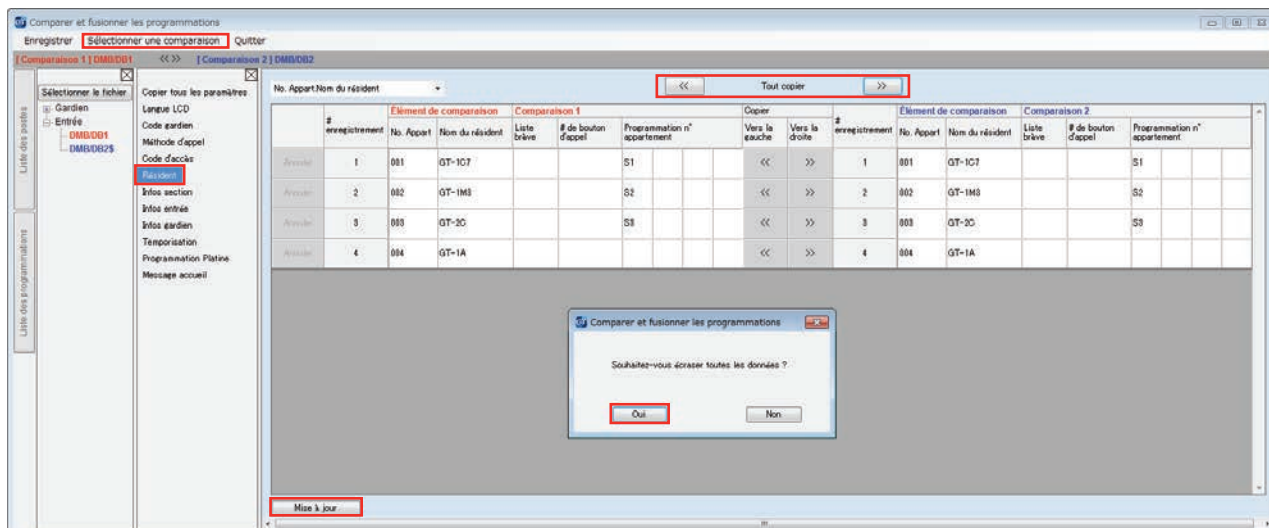 Comparer et fusionner les programmations
Enregistrer Sélectionner une comparaison Quitter
[ Comparaison 1 ] DMB/DB1 << >> [ Comparaison 2 ] DMB/DB2
Liste des postes
Liste des programmations
Sélectionner le fichier
Gardien
Entrée
DMB/DB1
DMB/DB2$
Copier tous les paramètres
Langue LCD
Code gardien
Méthode d'appel
Code d'accès
Résident
Infos section
Infos entrée
Infos gardien
Temporisation
Programmation Platine
Message accueil
No. Appart.Nom du résident
<< Tout copier >>
Élément de comparaison Comparaison 1 Copier Élément de comparaison Comparaison 2
# enregistrement No. Appart Nom du résident Liste brève # de bouton d'appel Programmation n° appartement Vers la gauche Vers la droite # enregistrement No. Appart Nom du résident Liste brève # de bouton d'appel Programmation n° appartement
Annuler 1 001 GT-1C7 S1 << >> 1 001 GT-1C7 S1
Annuler 2 002 GT-1M3 S2 << >> 2 002 GT-1M3 S2
Annuler 3 003 GT-2C S3 << >> 3 003 GT-2C S3
Annuler 4 004 GT-1A << >> 4 004 GT-1A
Comparer et fusionner les programmations
Souhaitez-vous écraser toutes les données ?
Oui Non
Mise à jour